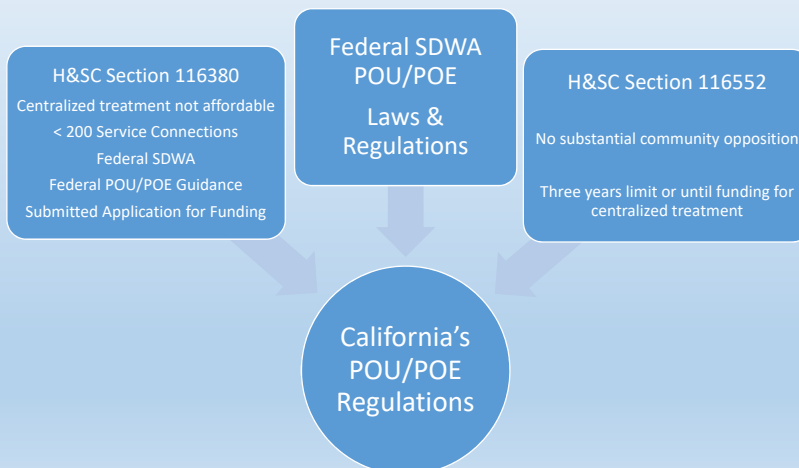 H&SC Section 116380
Centralized treatment not affordable
< 200 Service Connections
Federal SDWA
Federal POU/POE Guidance
Submitted Application for Funding
Federal SDWA
POU/POE
Laws &
Regulations
H&SC Section 116552
No substantial community opposition
Three years limit or until funding for
centralized treatment
California's
POU/POE
Regulations